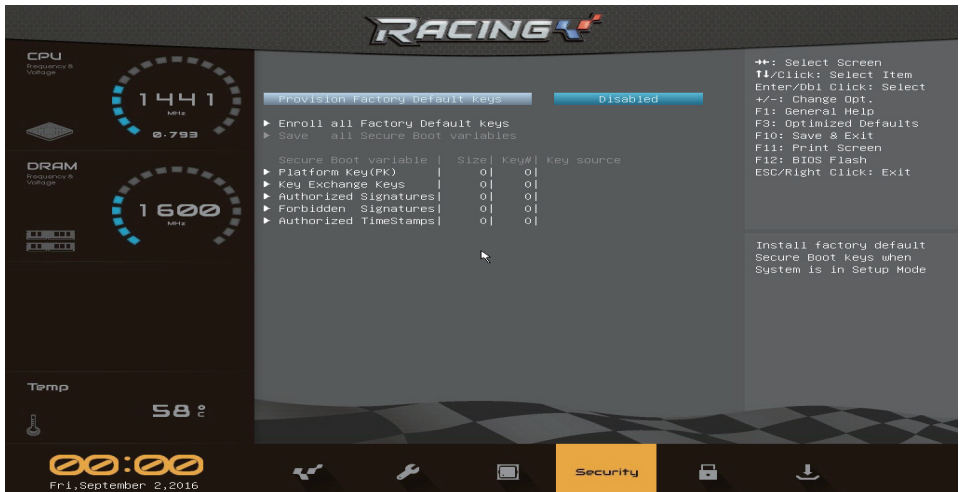 RACING
CPU
Frequency &
Voltage
1441
MHz
0.793
DRAM
Frequency &
Voltage
1600
MHz
Temp
58 °C
00:00
Fri,September 2,2016
Provision Factory Default keys Disabled
► Enroll all Factory Default keys
► Save all Secure Boot variables
Secure Boot variable | Size| Key#| Key source
► Platform Key(PK) | 0| 0|
► Key Exchange Keys | 0| 0|
► Authorized Signatures| 0| 0|
► Forbidden Signatures| 0| 0|
► Authorized TimeStamps| 0| 0|
→←: Select Screen
↑↓/Click: Select Item
Enter/Dbl Click: Select
+/-: Change Opt.
F1: General Help
F3: Optimized Defaults
F10: Save & Exit
F11: Print Screen
F12: BIOS Flash
ESC/Right Click: Exit
Install factory default
Secure Boot keys when
System is in Setup Mode
Security